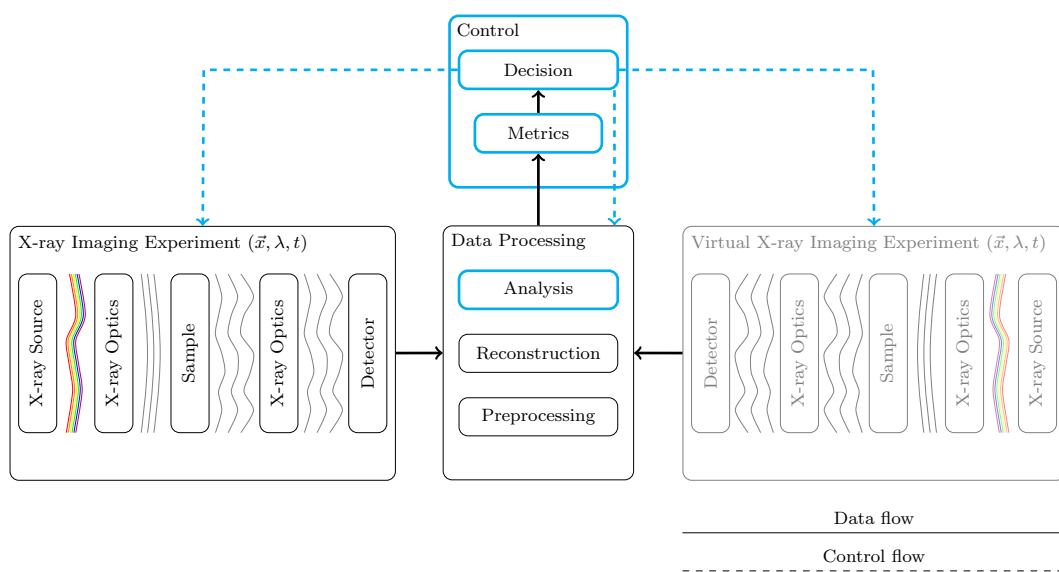 Control
Decision
Metrics
X-ray Imaging Experiment (x⃗, λ, t)
X-ray Source
X-ray Optics
Sample
X-ray Optics
Detector
Data Processing
Analysis
Reconstruction
Preprocessing
Virtual X-ray Imaging Experiment (x⃗, λ, t)
Detector
X-ray Optics
Sample
X-ray Optics
X-ray Source
Data flow
Control flow